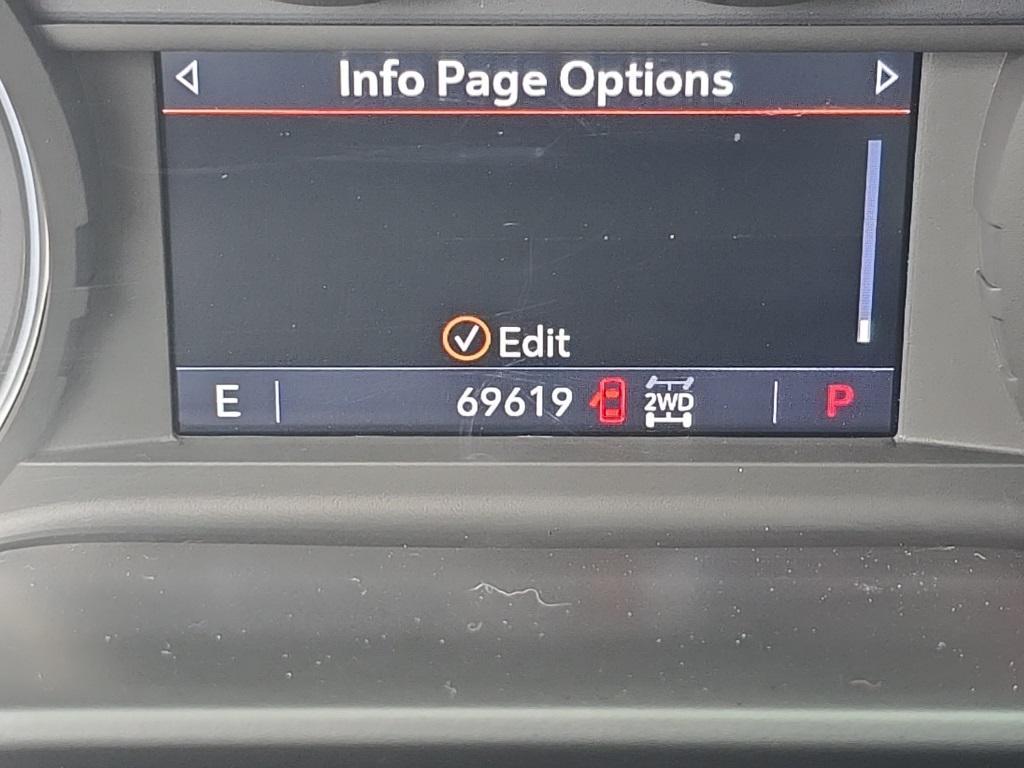 Info Page Options
Edit
E 69619 2WD P